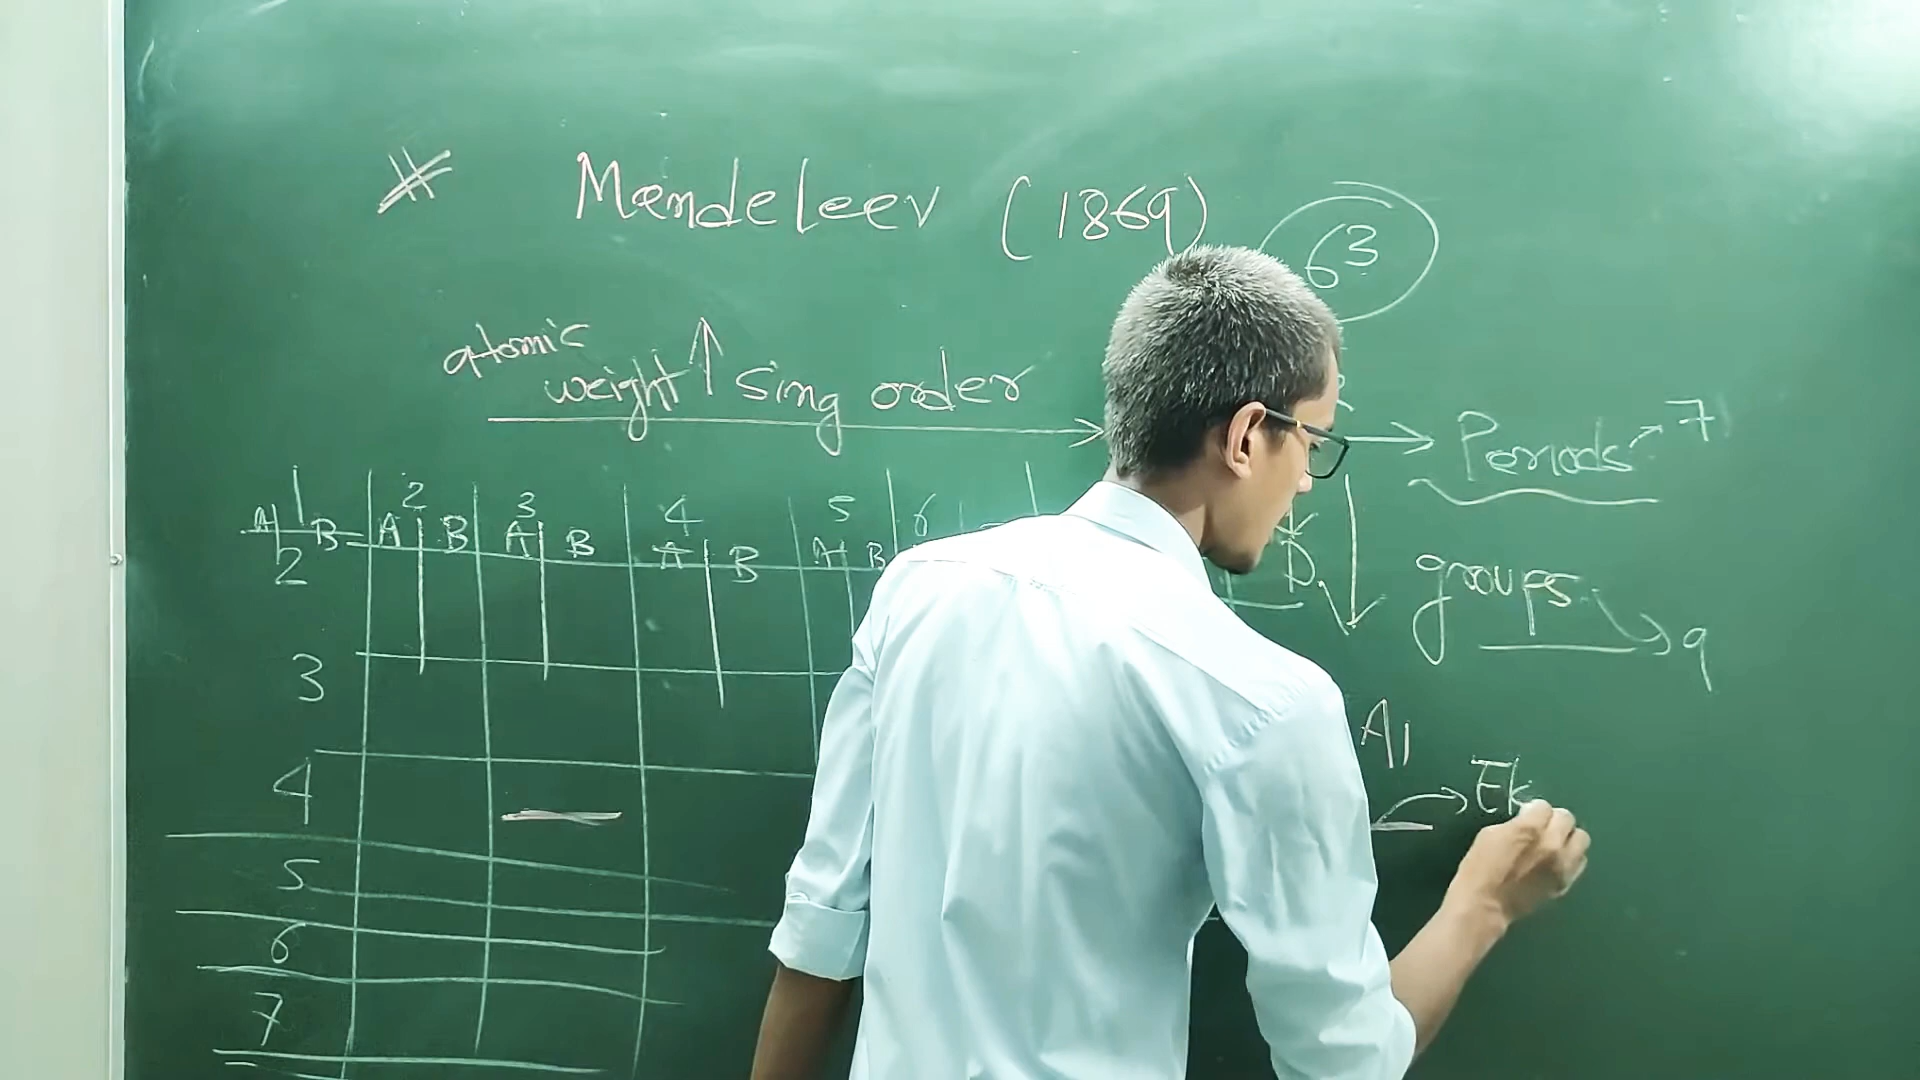 Mendeleev (1869) 63
atomic
weight ↑ sing order
Periods → 7
1 2 3 4 5 6
A B A B A B A B A B
groups → 9
2
3
Al
4 → Ek
5
6
7